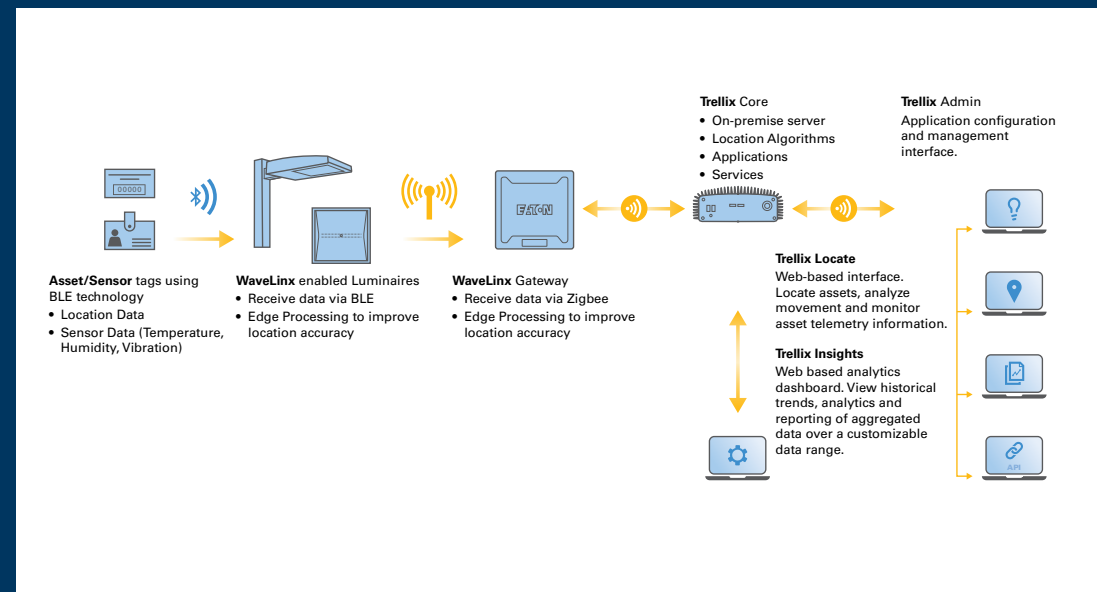 Trellix Core
• On-premise server
• Location Algorithms
• Applications
• Services
Trellix Admin
Application configuration
and management
interface.
00000
EATON
Asset/Sensor tags using
BLE technology
• Location Data
• Sensor Data (Temperature,
Humidity, Vibration)
WaveLinx enabled Luminaires
• Receive data via BLE
• Edge Processing to improve
location accuracy
WaveLinx Gateway
• Receive data via Zigbee
• Edge Processing to improve
location accuracy
Trellix Locate
Web-based interface.
Locate assets, analyze
movement and monitor
asset telemetry information.
Trellix Insights
Web based analytics
dashboard. View historical
trends, analytics and
reporting of aggregated
data over a customizable
data range.
API